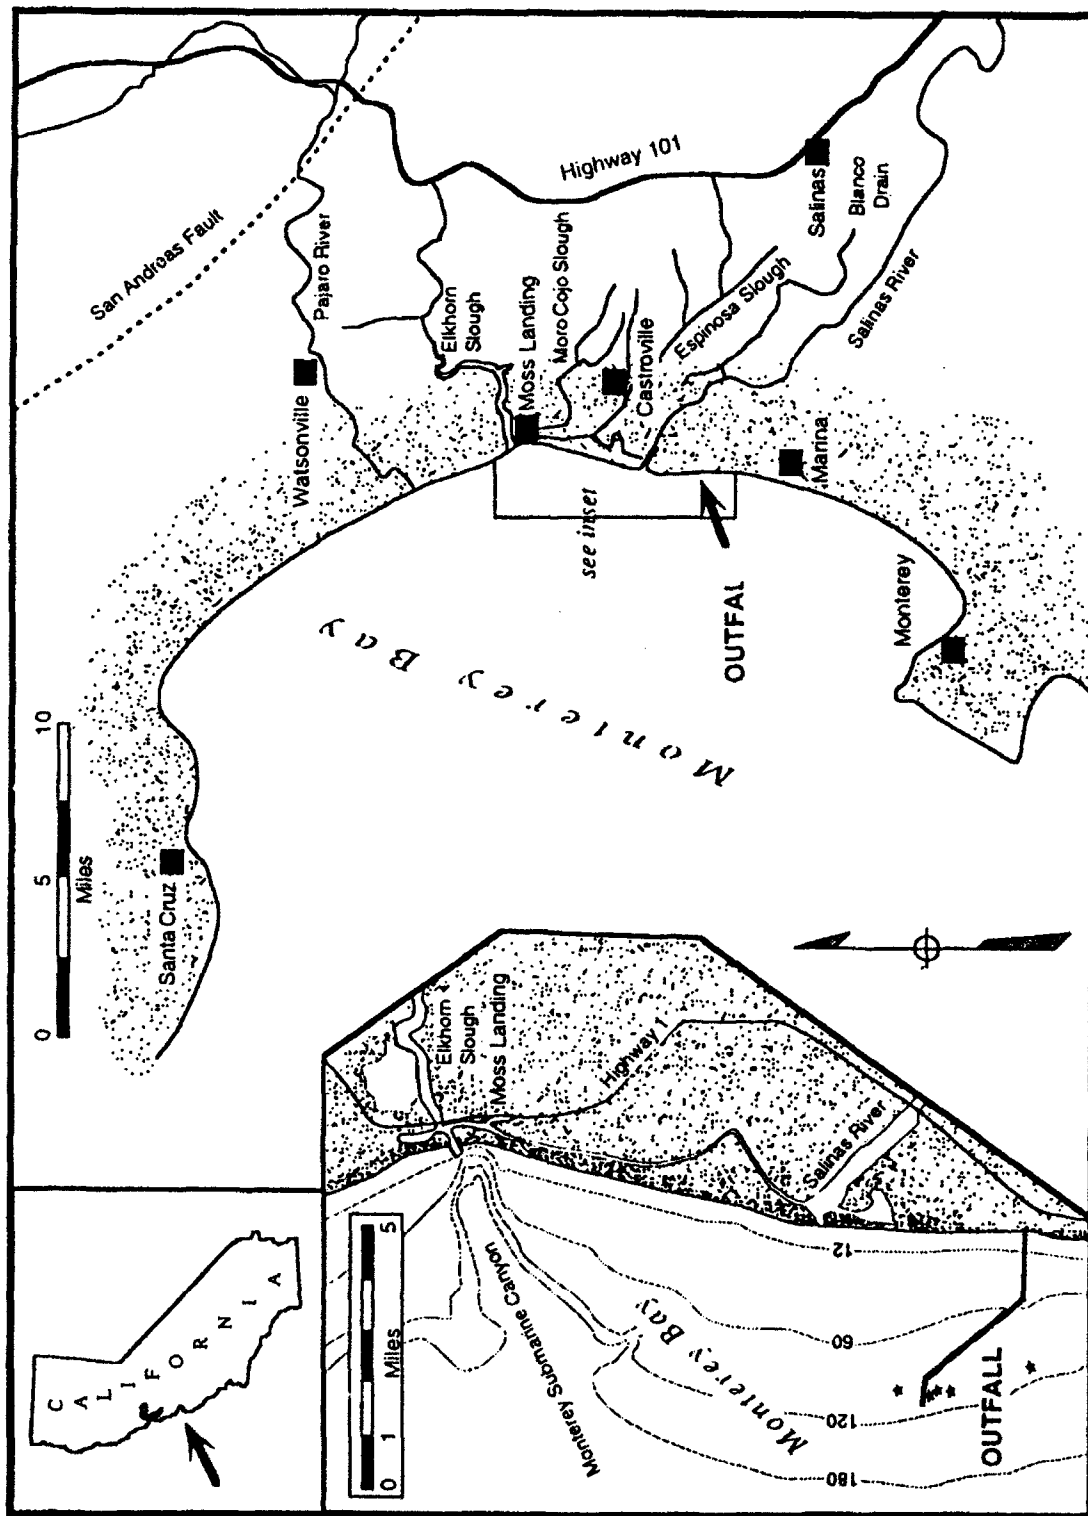 San Andreas Fault
Pajaro River
Watsonville
Highway 101
Elkhorn
Slough
Moss Landing
Moro Cojo Slough
Castroville
Espinosa Slough
Salinas
Blanco
Drain
Salinas River
Marina
Monterey
see inset
OUTFAL
Monterey Bay
Santa Cruz
0 5 10
Miles
CALIFORNIA
0 1 5
Miles
Elkhorn
Slough
Moss Landing
Highway 1
Salinas River
Monterey Submarine Canyon
Monterey Bay
12
60
120
180
OUTFALL